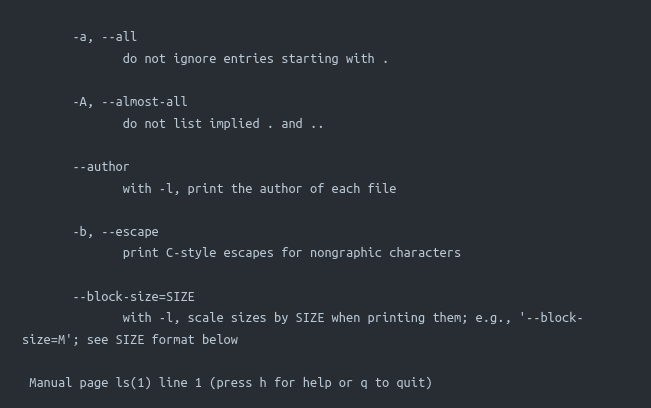 -a, --all
do not ignore entries starting with .
-A, --almost-all
do not list implied . and ..
--author
with -l, print the author of each file
-b, --escape
print C-style escapes for nongraphic characters
--block-size=SIZE
with -l, scale sizes by SIZE when printing them; e.g., '--block-
size=M'; see SIZE format below
Manual page ls(1) line 1 (press h for help or q to quit)